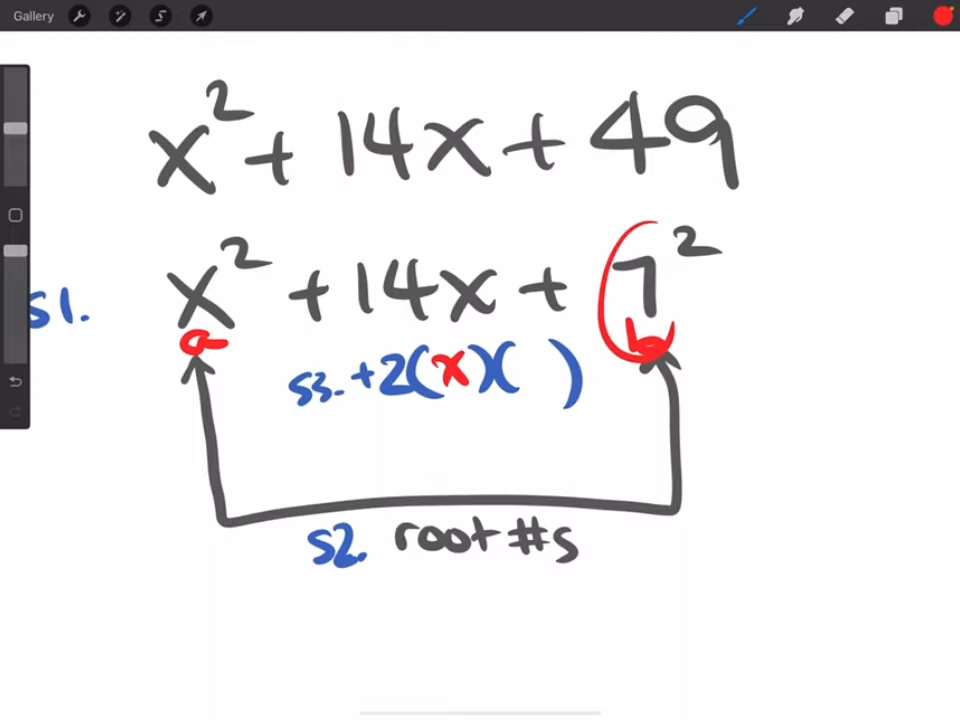 Gallery
x² + 14x + 49
S1. x² + 14x + 7²
a b
S3. +2(x)( )
S2. root #s